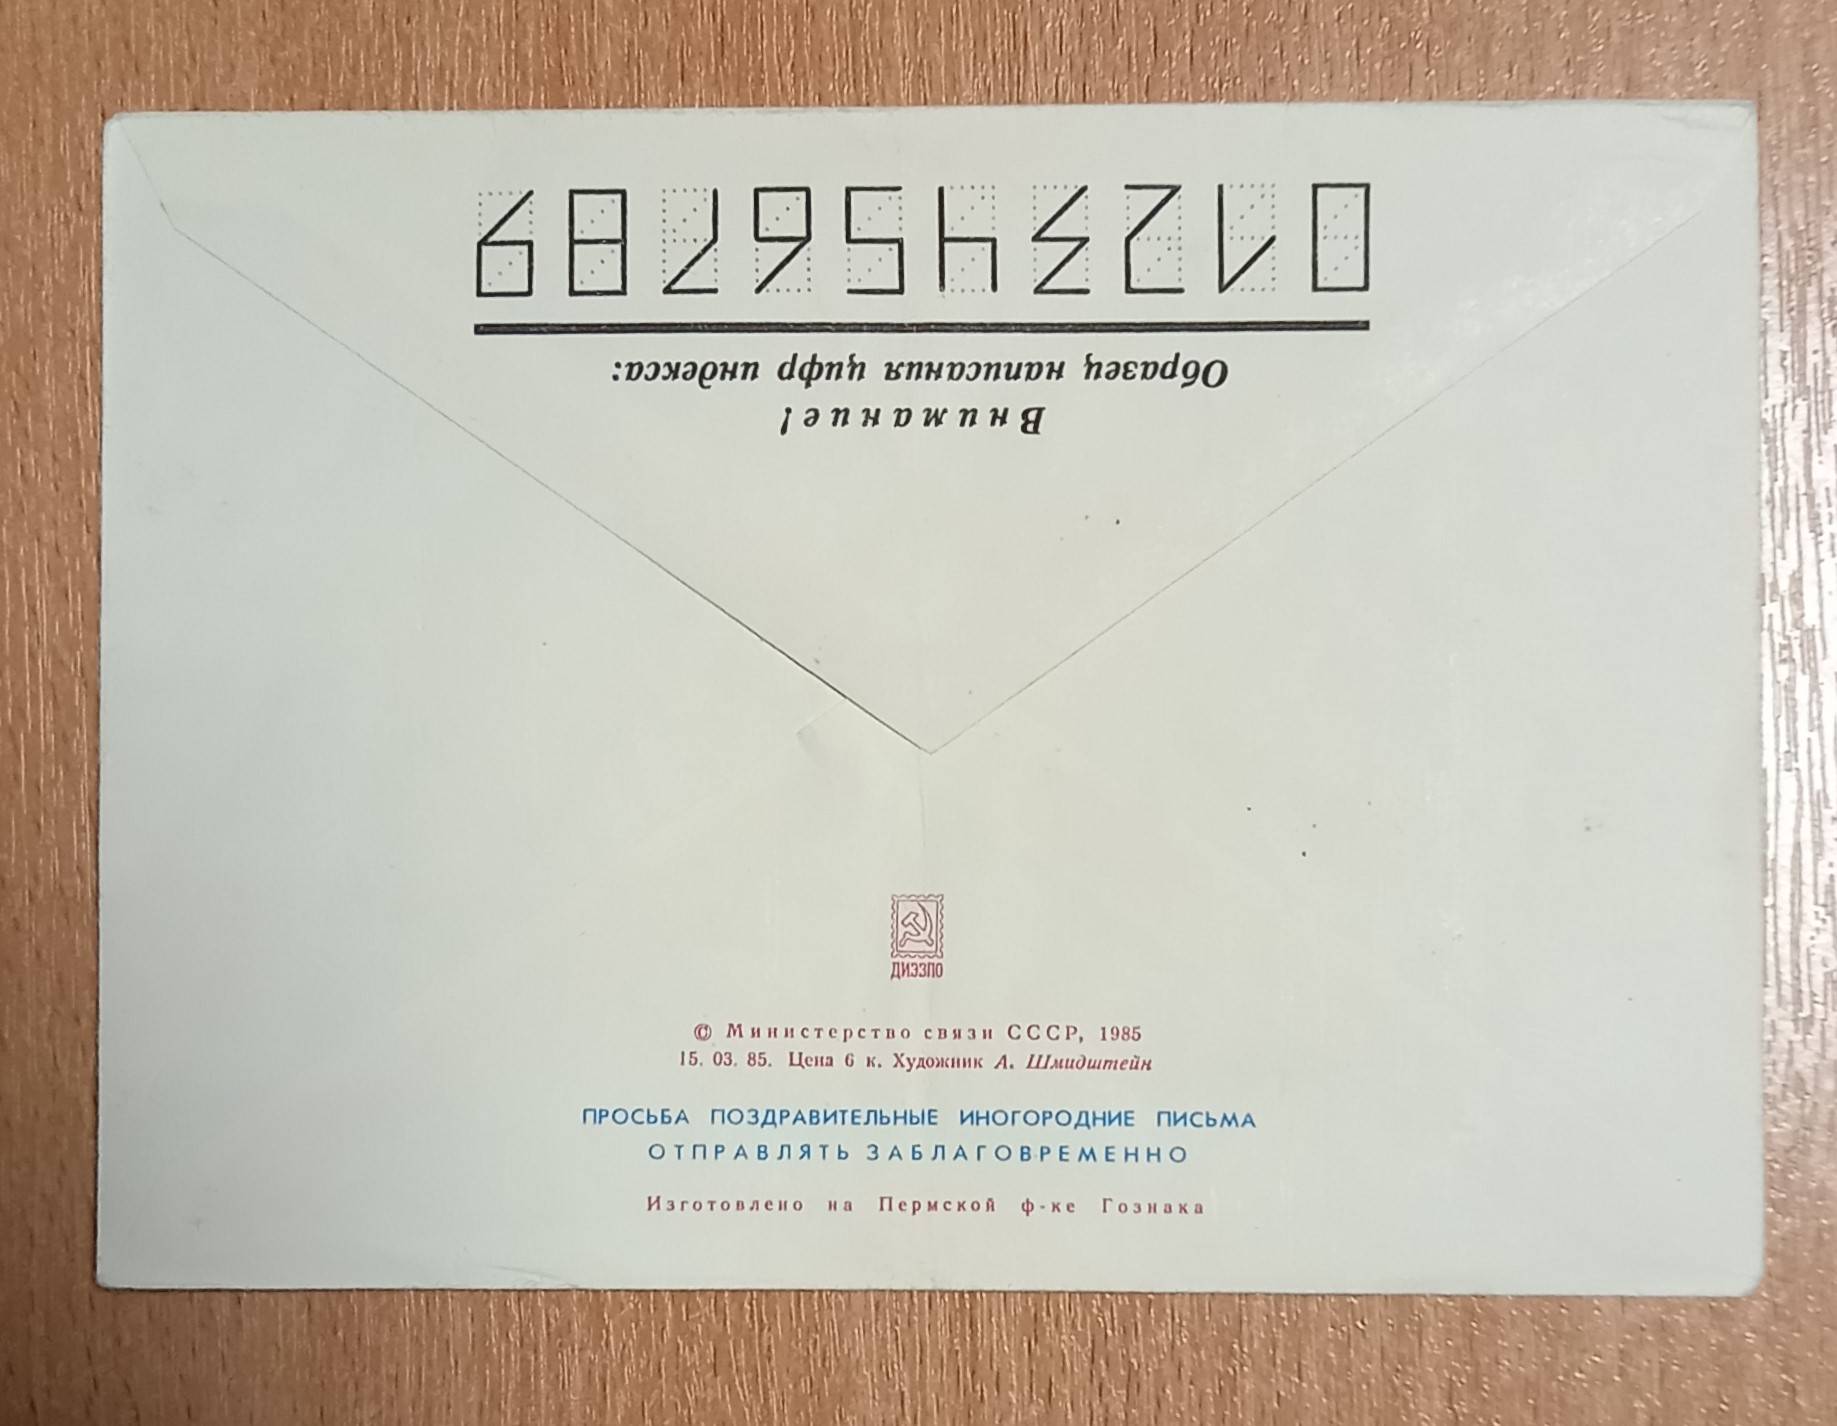 Внимание!
Образец написания цифр индекса:
0123456789
ДИЭЗПО
© Министерство связи СССР, 1985
15. 03. 85. Цена 6 к. Художник А. Шмидштейн
ПРОСЬБА ПОЗДРАВИТЕЛЬНЫЕ ИНОГОРОДНИЕ ПИСЬМА
ОТПРАВЛЯТЬ ЗАБЛАГОВРЕМЕННО
Изготовлено на Пермской ф-ке Гознака